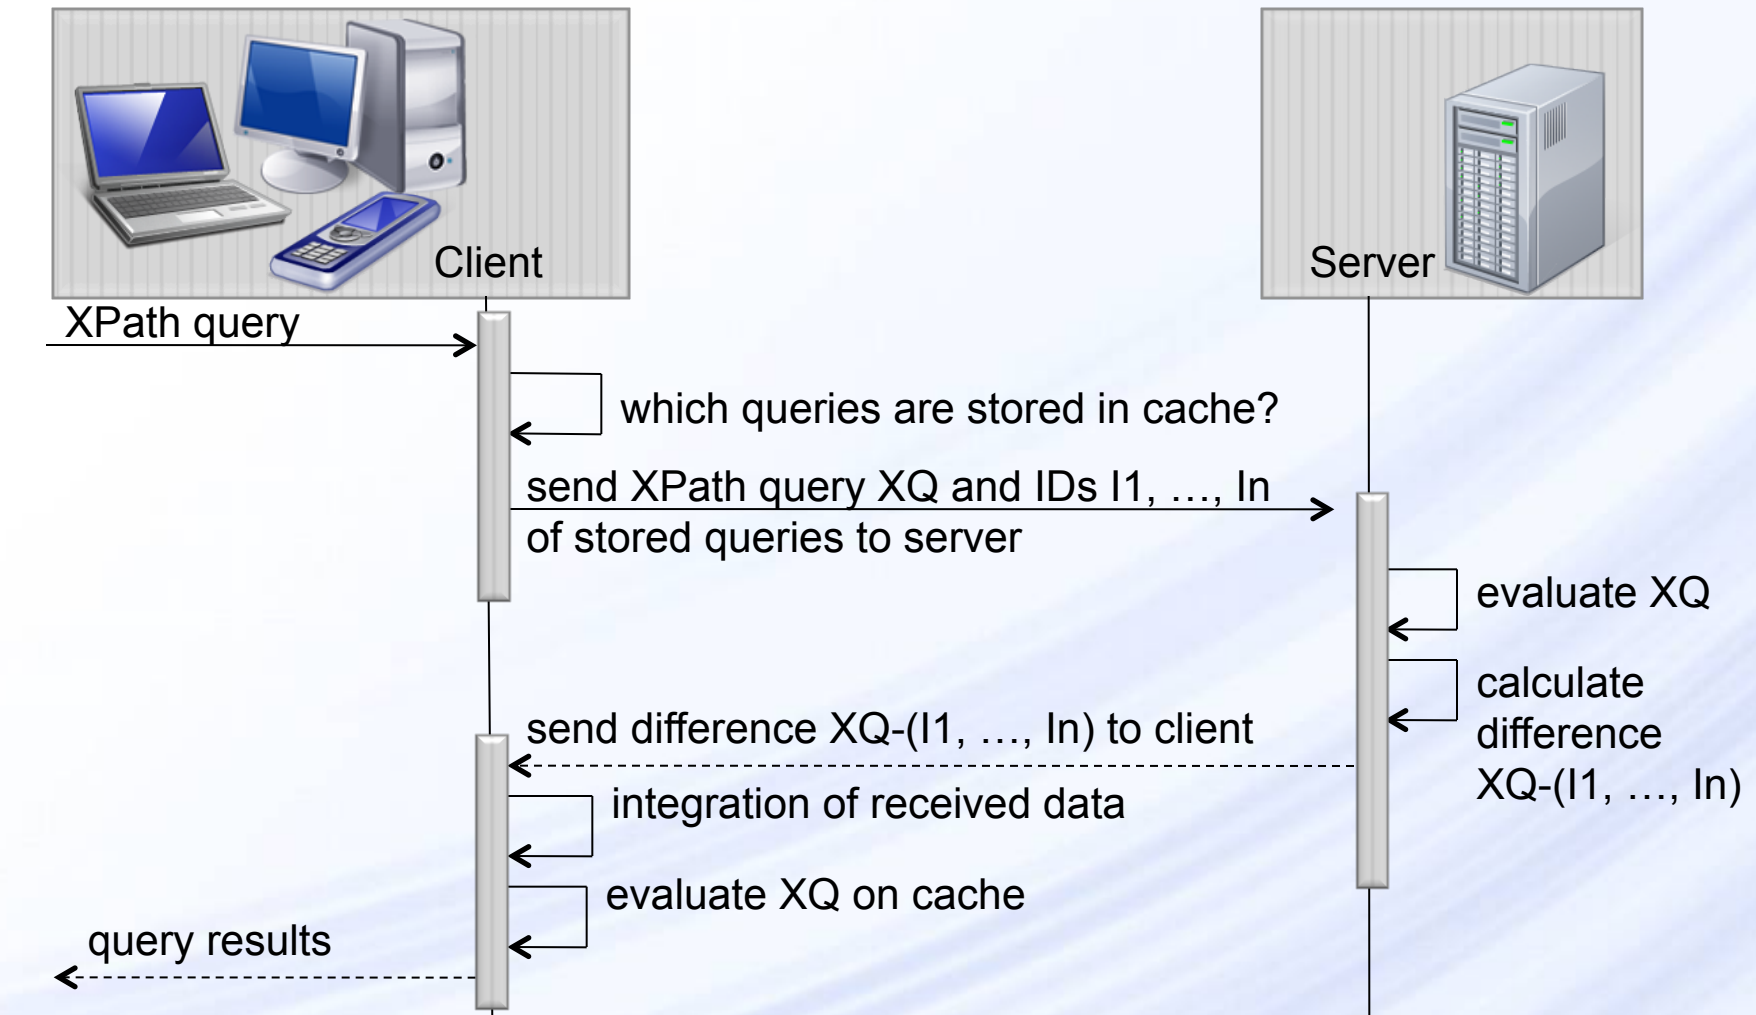 Client
Server
XPath query
which queries are stored in cache?
send XPath query XQ and IDs I1, …, In
of stored queries to server
evaluate XQ
calculate
difference
XQ-(I1, …, In)
send difference XQ-(I1, …, In) to client
integration of received data
evaluate XQ on cache
query results